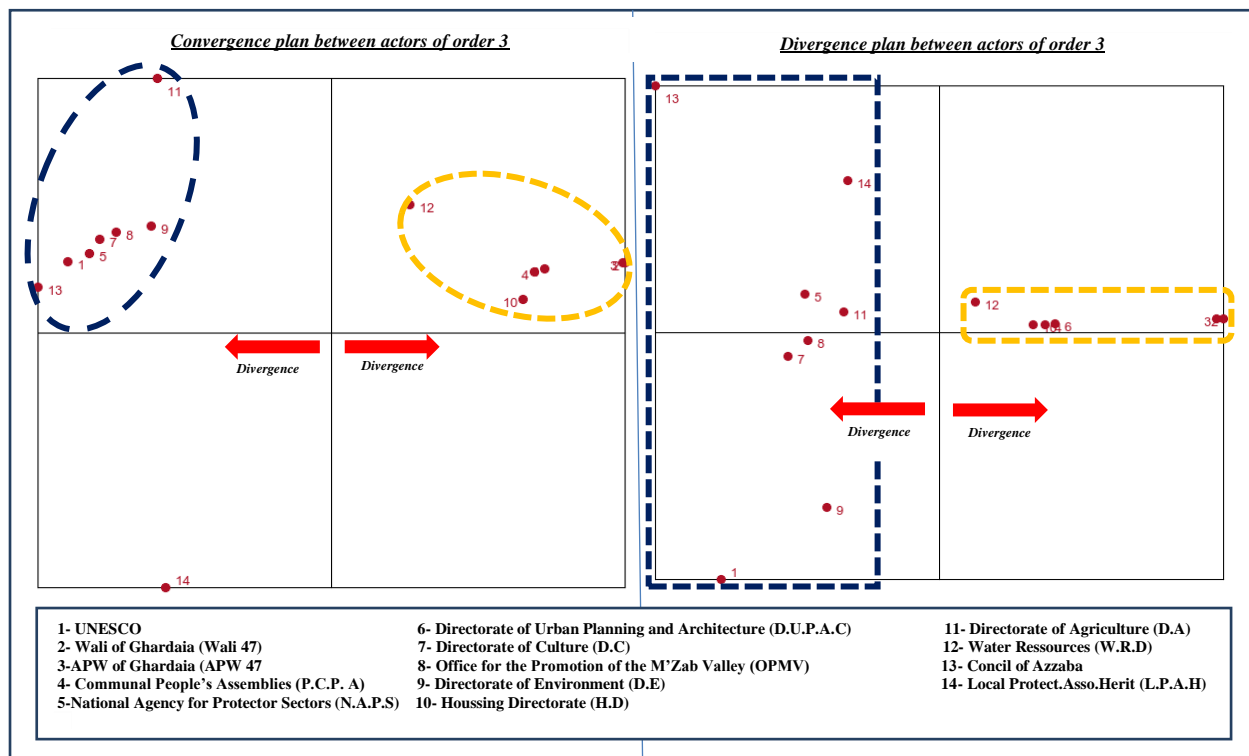 Convergence plan between actors of order 3
11
12
9
8
7
5
1
13
4
10
Divergence
Divergence
14
Divergence plan between actors of order 3
13
14
5
12
11
6
32
8
7
Divergence
Divergence
9
1
1- UNESCO
2- Wali of Ghardaia (Wali 47)
3-APW of Ghardaia (APW 47
4- Communal People's Assemblies (P.C.P. A)
5-National Agency for Protector Sectors (N.A.P.S)
6- Directorate of Urban Planning and Architecture (D.U.P.A.C)
7- Directorate of Culture (D.C)
8- Office for the Promotion of the M'Zab Valley (OPMV)
9- Directorate of Environment (D.E)
10- Houssing Directorate (H.D)
11- Directorate of Agriculture (D.A)
12- Water Ressources (W.R.D)
13- Concil of Azzaba
14- Local Protect.Asso.Herit (L.P.A.H)